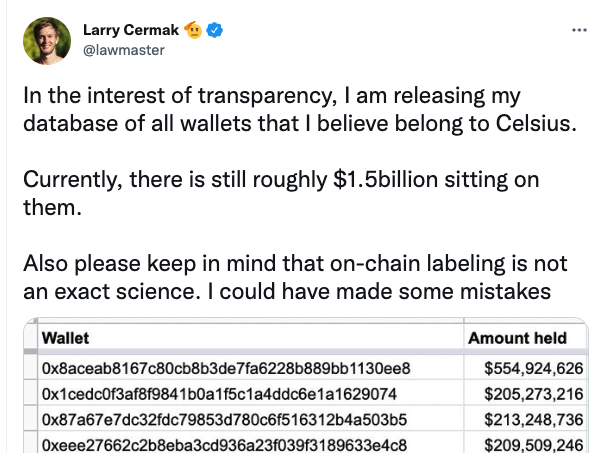 Larry Cermak
@lawmaster
In the interest of transparency, I am releasing my
database of all wallets that I believe belong to Celsius.
Currently, there is still roughly $1.5billion sitting on
them.
Also please keep in mind that on-chain labeling is not
an exact science. I could have made some mistakes
Wallet Amount held
0x8aceab8167c80cb8b3de7fa6228b889bb1130ee8 $554,924,626
0x1cedc0f3af8f9841b0a1f5c1a4ddc6e1a1629074 $205,273,216
0x87a67e7dc32fdc79853d780c6f516312b4a503b5 $213,248,736
0xeee27662c2b8eba3cd936a23f039f3189633e4c8 $209,509,246